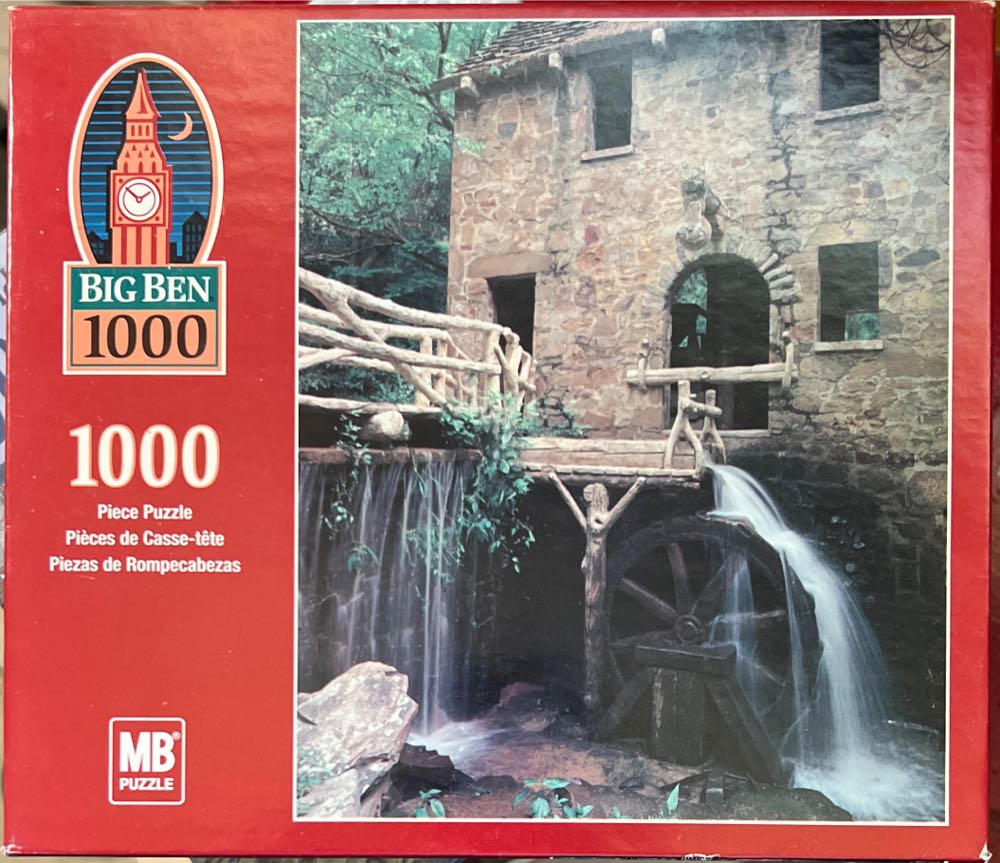 BIG BEN
1000
1000
Piece Puzzle
Pièces de Casse-tête
Piezas de Rompecabezas
MB®
PUZZLE